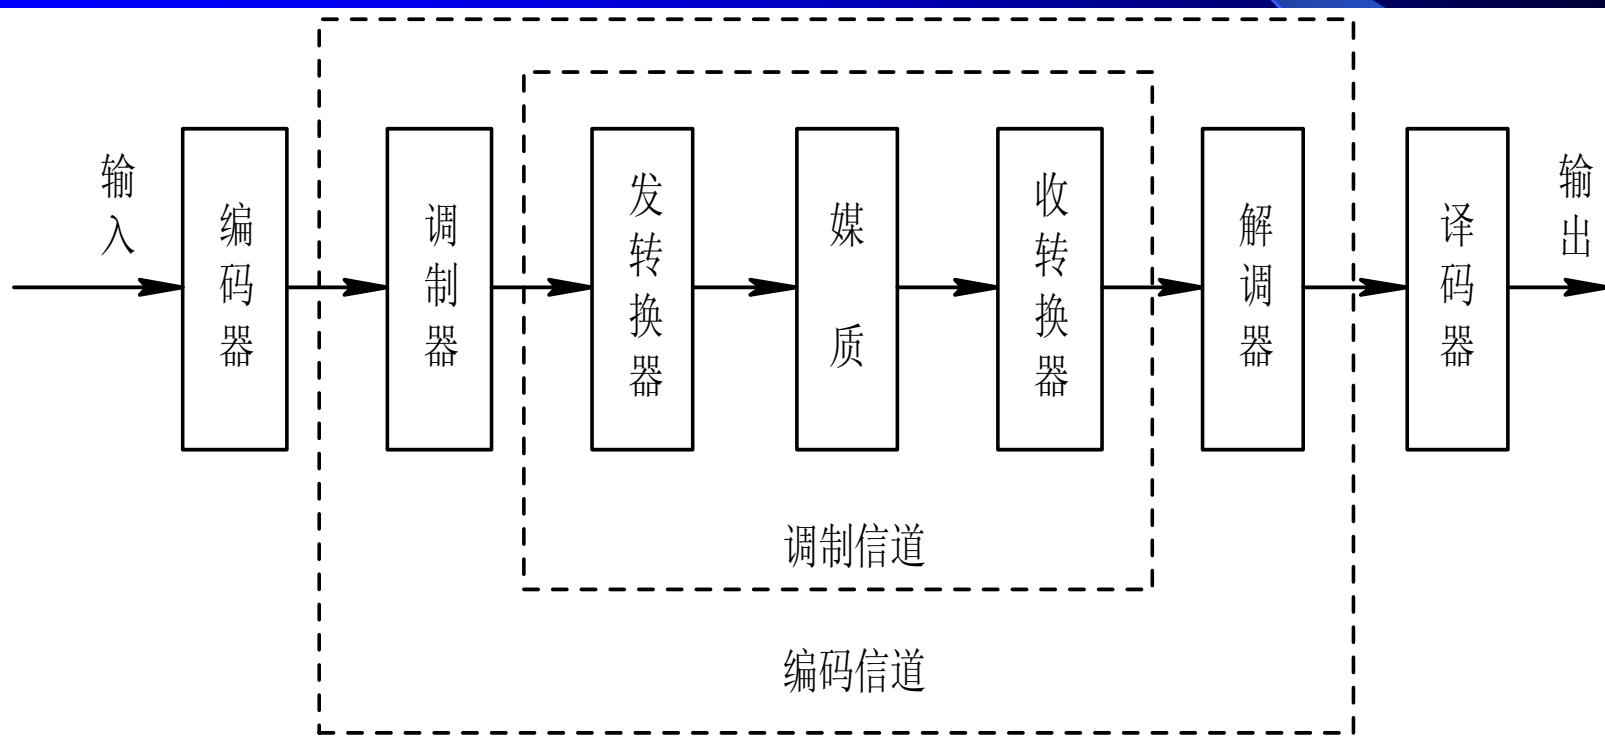 输入
编码器
调制器
发转换器
媒质
收转换器
解调器
译码器
输出
调制信道
编码信道